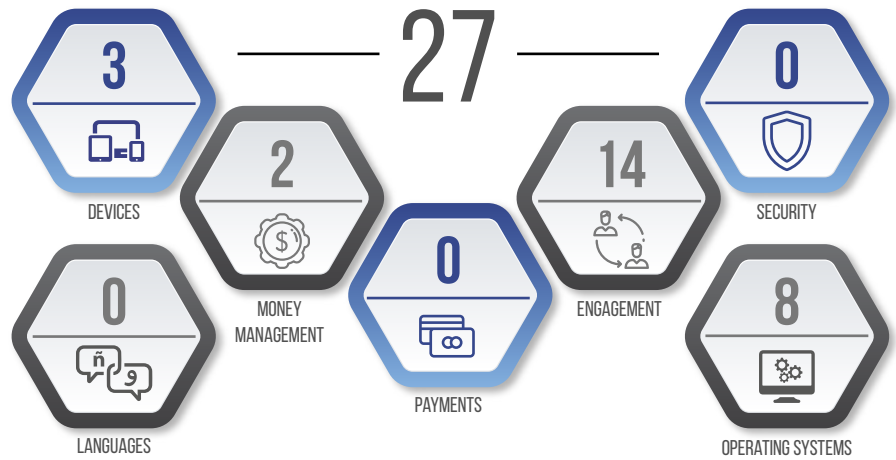 27
3
DEVICES
2
MONEY
MANAGEMENT
0
PAYMENTS
14
ENGAGEMENT
0
SECURITY
0
ñ
و
LANGUAGES
8
OPERATING SYSTEMS
$